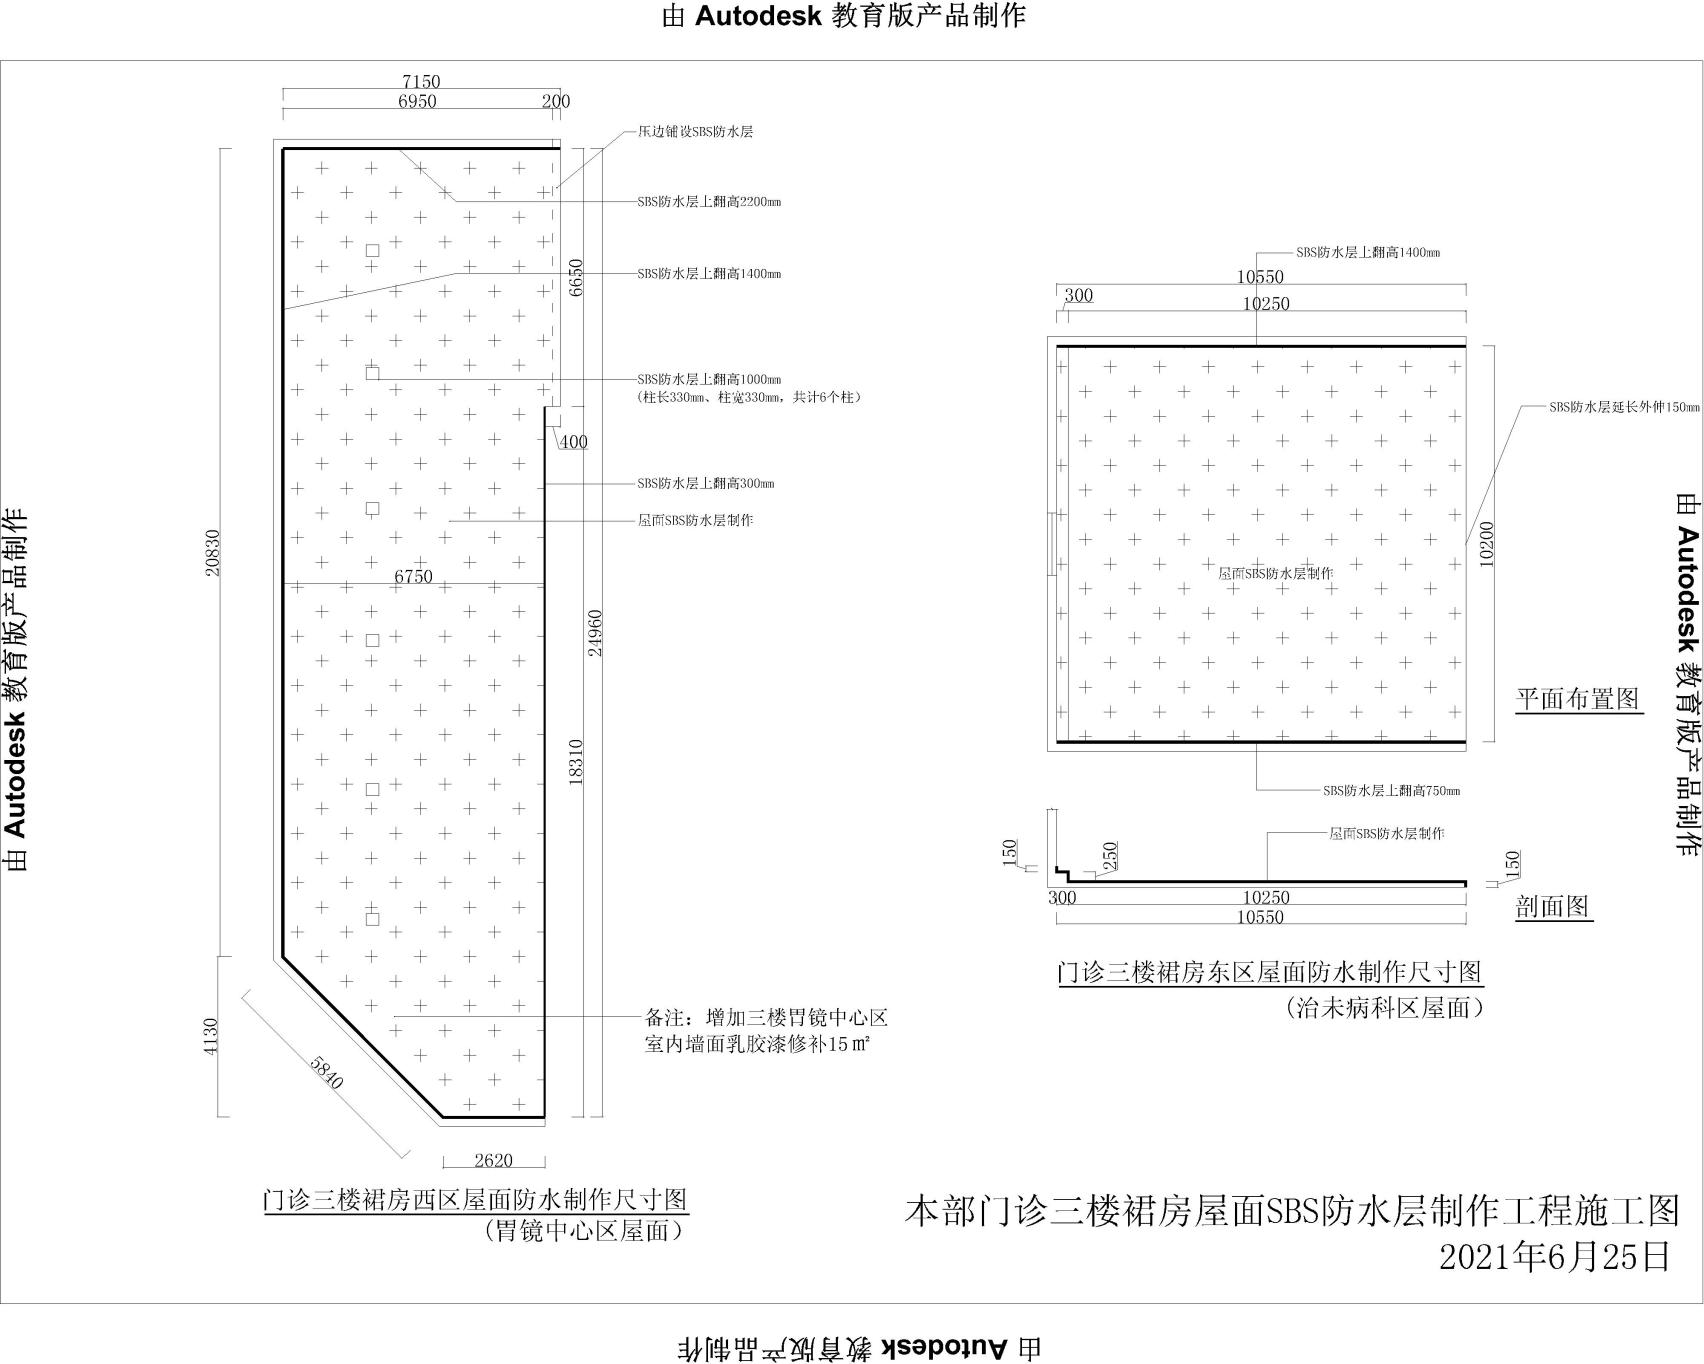 由 Autodesk 教育版产品制作
7150
6950
200
压边铺设SBS防水层
SBS防水层上翻高2200mm
6650
SBS防水层上翻高1400mm
SBS防水层上翻高1000mm
(柱长330mm、柱宽330mm，共计6个柱)
400
SBS防水层上翻高300mm
屋面SBS防水层制作
20830
6750
24960
18310
4130
5840
2620
备注：增加三楼胃镜中心区
室内墙面乳胶漆修补15㎡
门诊三楼裙房西区屋面防水制作尺寸图
(胃镜中心区屋面)
SBS防水层上翻高1400mm
10550
300
10250
SBS防水层延长外伸150mm
10200
屋面SBS防水层制作
平面布置图
SBS防水层上翻高750mm
屋面SBS防水层制作
150
250
150
300
10250
10550
剖面图
门诊三楼裙房东区屋面防水制作尺寸图
(治未病科区屋面)
本部门诊三楼裙房屋面SBS防水层制作工程施工图
2021年6月25日
由 Autodesk 教育版产品制作
由 Autodesk 教育版产品制作
由 Autodesk 教育版产品制作